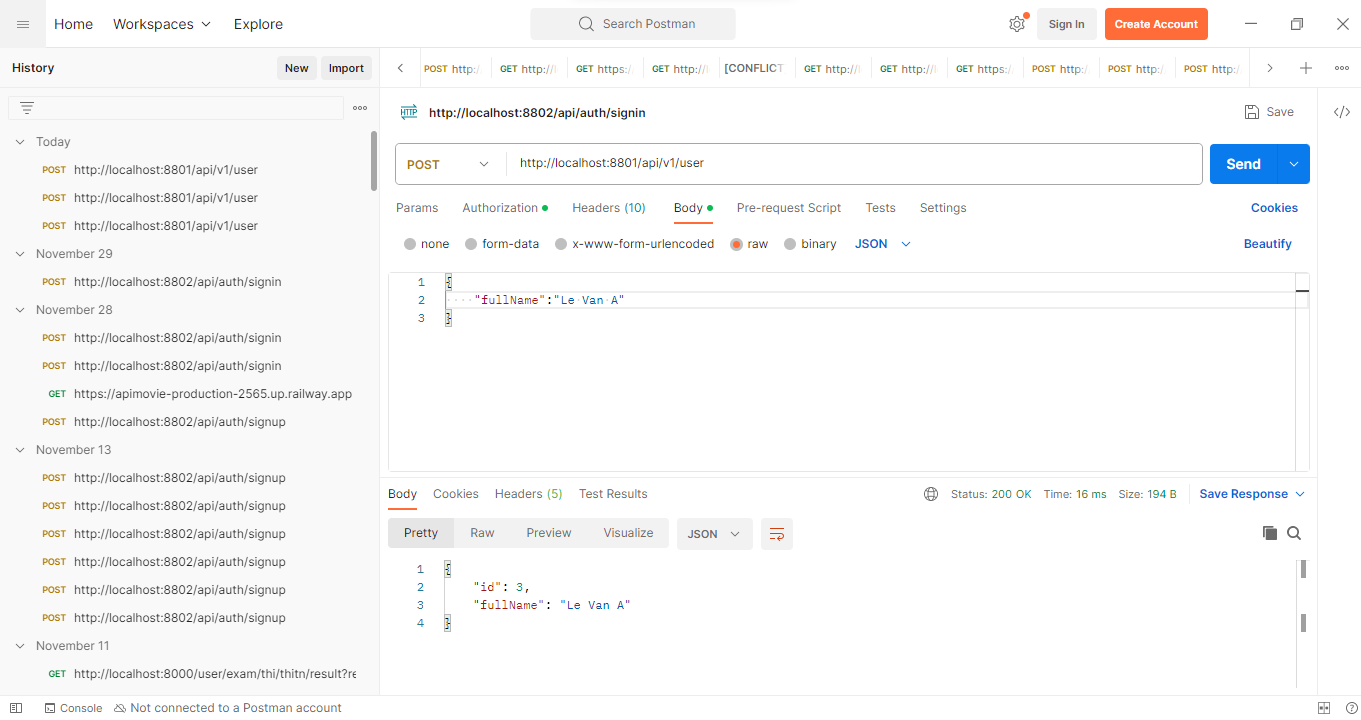 Home Workspaces Explore Search Postman Sign In Create Account
History New Import
POST http:/ GET http://l GET https: GET http://l [CONFLICT GET http://l GET http://l GET https: POST http: POST http: POST http:
HTTP http://localhost:8802/api/auth/signin Save
POST http://localhost:8801/api/v1/user Send
Params Authorization Headers (10) Body Pre-request Script Tests Settings Cookies
none form-data x-www-form-urlencoded raw binary JSON Beautify
1 {
2 "fullName":"Le Van A"
3 }
Today
POST http://localhost:8801/api/v1/user
POST http://localhost:8801/api/v1/user
POST http://localhost:8801/api/v1/user
November 29
POST http://localhost:8802/api/auth/signin
November 28
POST http://localhost:8802/api/auth/signin
POST http://localhost:8802/api/auth/signin
GET https://apimovie-production-2565.up.railway.app
POST http://localhost:8802/api/auth/signup
November 13
POST http://localhost:8802/api/auth/signup
POST http://localhost:8802/api/auth/signup
POST http://localhost:8802/api/auth/signup
POST http://localhost:8802/api/auth/signup
POST http://localhost:8802/api/auth/signup
POST http://localhost:8802/api/auth/signup
November 11
GET http://localhost:8000/user/exam/thi/thitn/result?re
Body Cookies Headers (5) Test Results Status: 200 OK Time: 16 ms Size: 194 B Save Response
Pretty Raw Preview Visualize JSON
1 {
2 "id": 3,
3 "fullName": "Le Van A"
4 }
Console Not connected to a Postman account